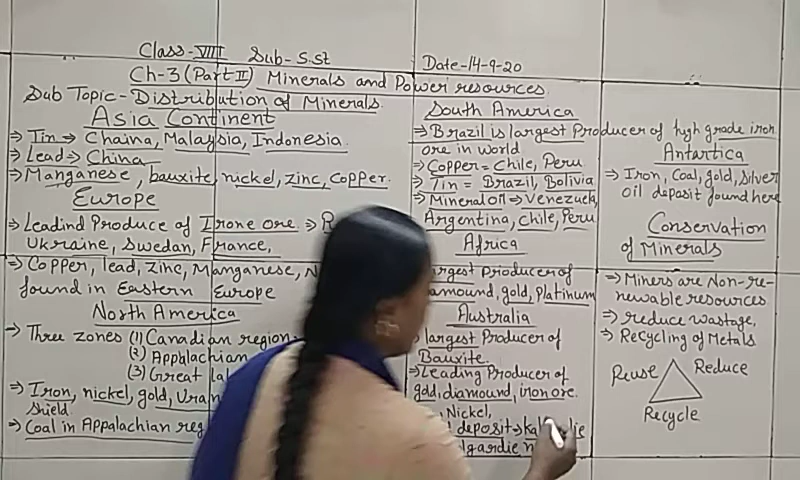 Class-VIII Sub-S.St Date-14-9-20
Ch-3 (Part II) Minerals and Power resources
Sub Topic-Distribution of Minerals
Asia Continent
⇒ Tin → Chaina, Malaysia, Indonesia
⇒ Lead → China
⇒ Manganese, bauxite, nickel, zinc, Copper.
Europe
⇒ Leadind Produce of Irone ore ⇒
Ukraine, Swedan, France,
⇒ Copper, lead, zinc, Manganese,
found in Eastern Europe
North America
⇒ Three zones (1) Canadian region
(2) Appalachian
(3) Great
⇒ Iron, nickel, gold,
Shield.
⇒ Coal in Appalachian
South America
⇒ Brazil is largest Producer of high grade iron
ore in world
⇒ Copper = Chile, Peru
⇒ Tin = Brazil, Bolivia
⇒ Mineral Oil ⇒ Venezuela,
Argentina, Chile, Peru
Africa
largest Producer of
gold, Platinum
Australia
largest Producer of
Bauxite.
⇒ Leading Producer of
gold, diamound, iron ore.
Nickel,
deposit ⇒
Antartica
⇒ Iron, Coal, gold, Silver
oil deposit found here
Conservation
of Minerals
⇒ Miners are Non-re-
newable resources
⇒ reduce wastage,
⇒ Recycling of Metals
Reuse Reduce
Recycle